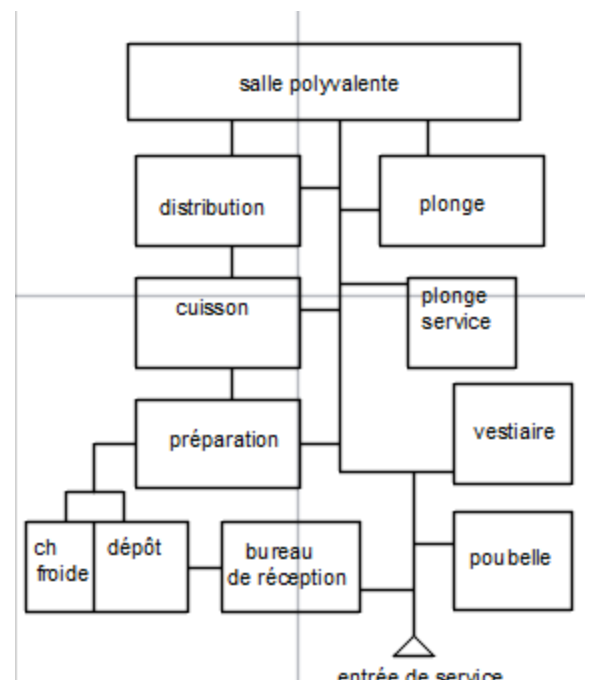 salle polyvalente
distribution
plonge
cuisson
plonge
service
préparation
vestiaire
ch
froide
dépôt
bureau
de réception
poubelle
entrée de service